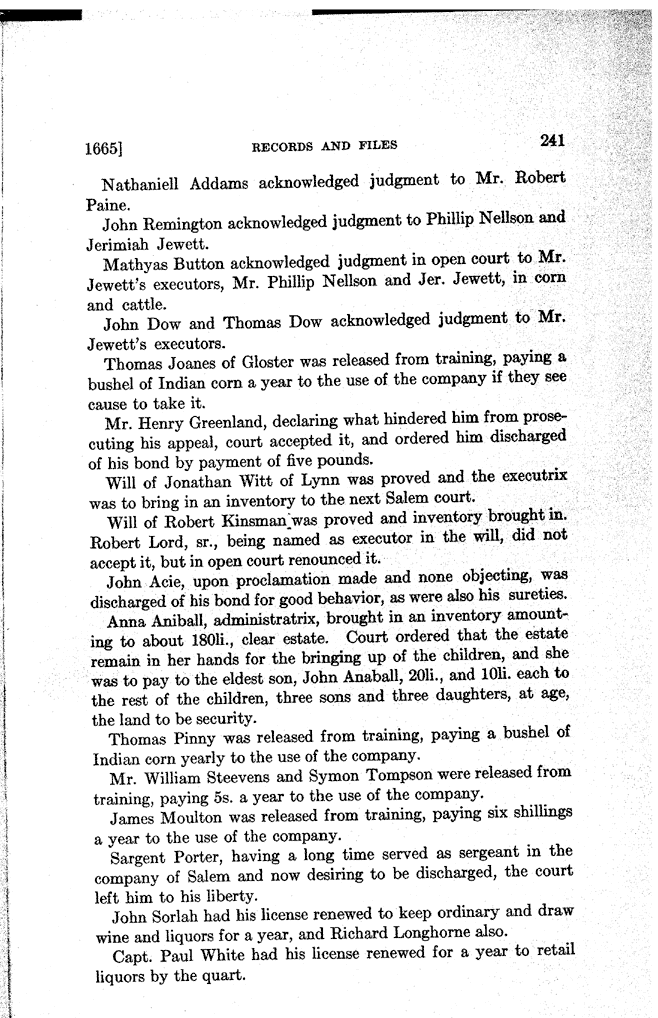 1665] RECORDS AND FILES 241
Nathaniell Addams acknowledged judgment to Mr. Robert
Paine.
John Remington acknowledged judgment to Phillip Nellson and
Jerimiah Jewett.
Mathyas Button acknowledged judgment in open court to Mr.
Jewett's executors, Mr. Phillip Nellson and Jer. Jewett, in corn
and cattle.
John Dow and Thomas Dow acknowledged judgment to Mr.
Jewett's executors.
Thomas Joanes of Gloster was released from training, paying a
bushel of Indian corn a year to the use of the company if they see
cause to take it.
Mr. Henry Greenland, declaring what hindered him from prose-
cuting his appeal, court accepted it, and ordered him discharged
of his bond by payment of five pounds.
Will of Jonathan Witt of Lynn was proved and the executrix
was to bring in an inventory to the next Salem court.
Will of Robert Kinsman was proved and inventory brought in.
Robert Lord, sr., being named as executor in the will, did not
accept it, but in open court renounced it.
John Acie, upon proclamation made and none objecting, was
discharged of his bond for good behavior, as were also his sureties.
Anna Aniball, administratrix, brought in an inventory amount-
ing to about 180li., clear estate. Court ordered that the estate
remain in her hands for the bringing up of the children, and she
was to pay to the eldest son, John Anaball, 20li., and 10li. each to
the rest of the children, three sons and three daughters, at age,
the land to be security.
Thomas Pinny was released from training, paying a bushel of
Indian corn yearly to the use of the company.
Mr. William Steevens and Symon Tompson were released from
training, paying 5s. a year to the use of the company.
James Moulton was released from training, paying six shillings
a year to the use of the company.
Sargent Porter, having a long time served as sergeant in the
company of Salem and now desiring to be discharged, the court
left him to his liberty.
John Sorlah had his license renewed to keep ordinary and draw
wine and liquors for a year, and Richard Longhorne also.
Capt. Paul White had his license renewed for a year to retail
liquors by the quart.